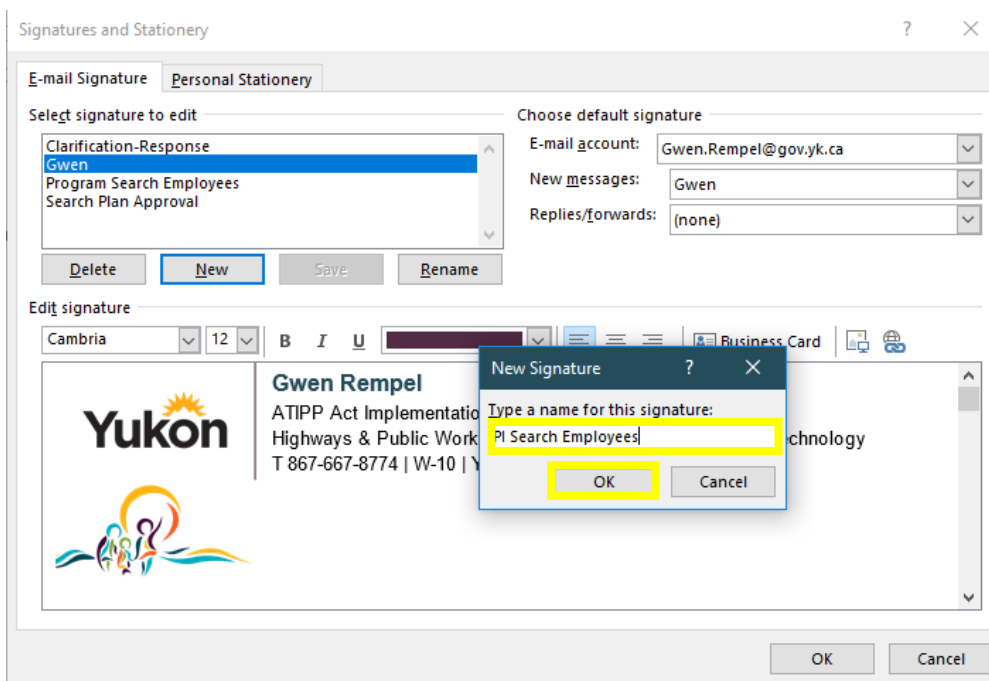 Signatures and Stationery
E-mail Signature Personal Stationery
Select signature to edit
Clarification-Response
Gwen
Program Search Employees
Search Plan Approval
Delete New Save Rename
Choose default signature
E-mail account: Gwen.Rempel@gov.yk.ca
New messages: Gwen
Replies/forwards: (none)
Edit signature
Cambria 12 B I U Business Card
Yukon
Gwen Rempel
ATIPP Act Implementatio
Highways & Public Work echnology
T 867-667-8774 | W-10 |
New Signature ?
Type a name for this signature:
PI Search Employees
OK Cancel
OK Cancel